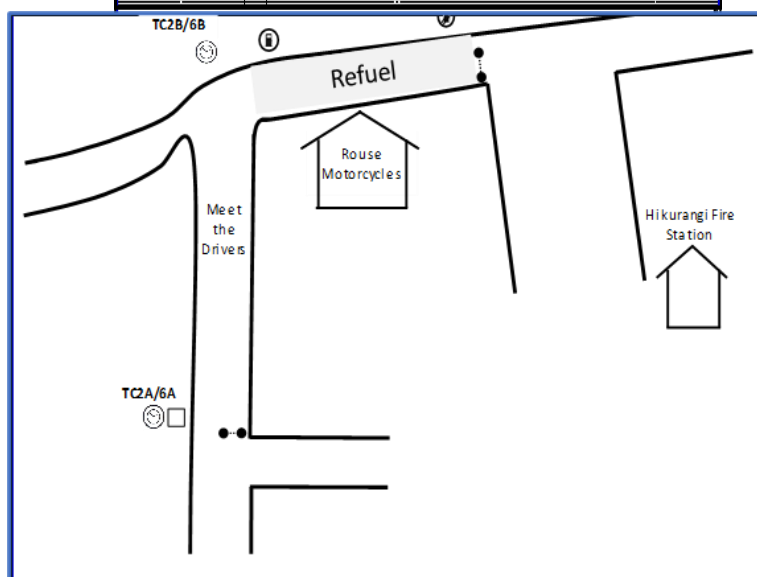 TC2B/6B
Refuel
Rouse
Motorcycles
Meet
the
Drivers
Hikurangi Fire
Station
TC2A/6A